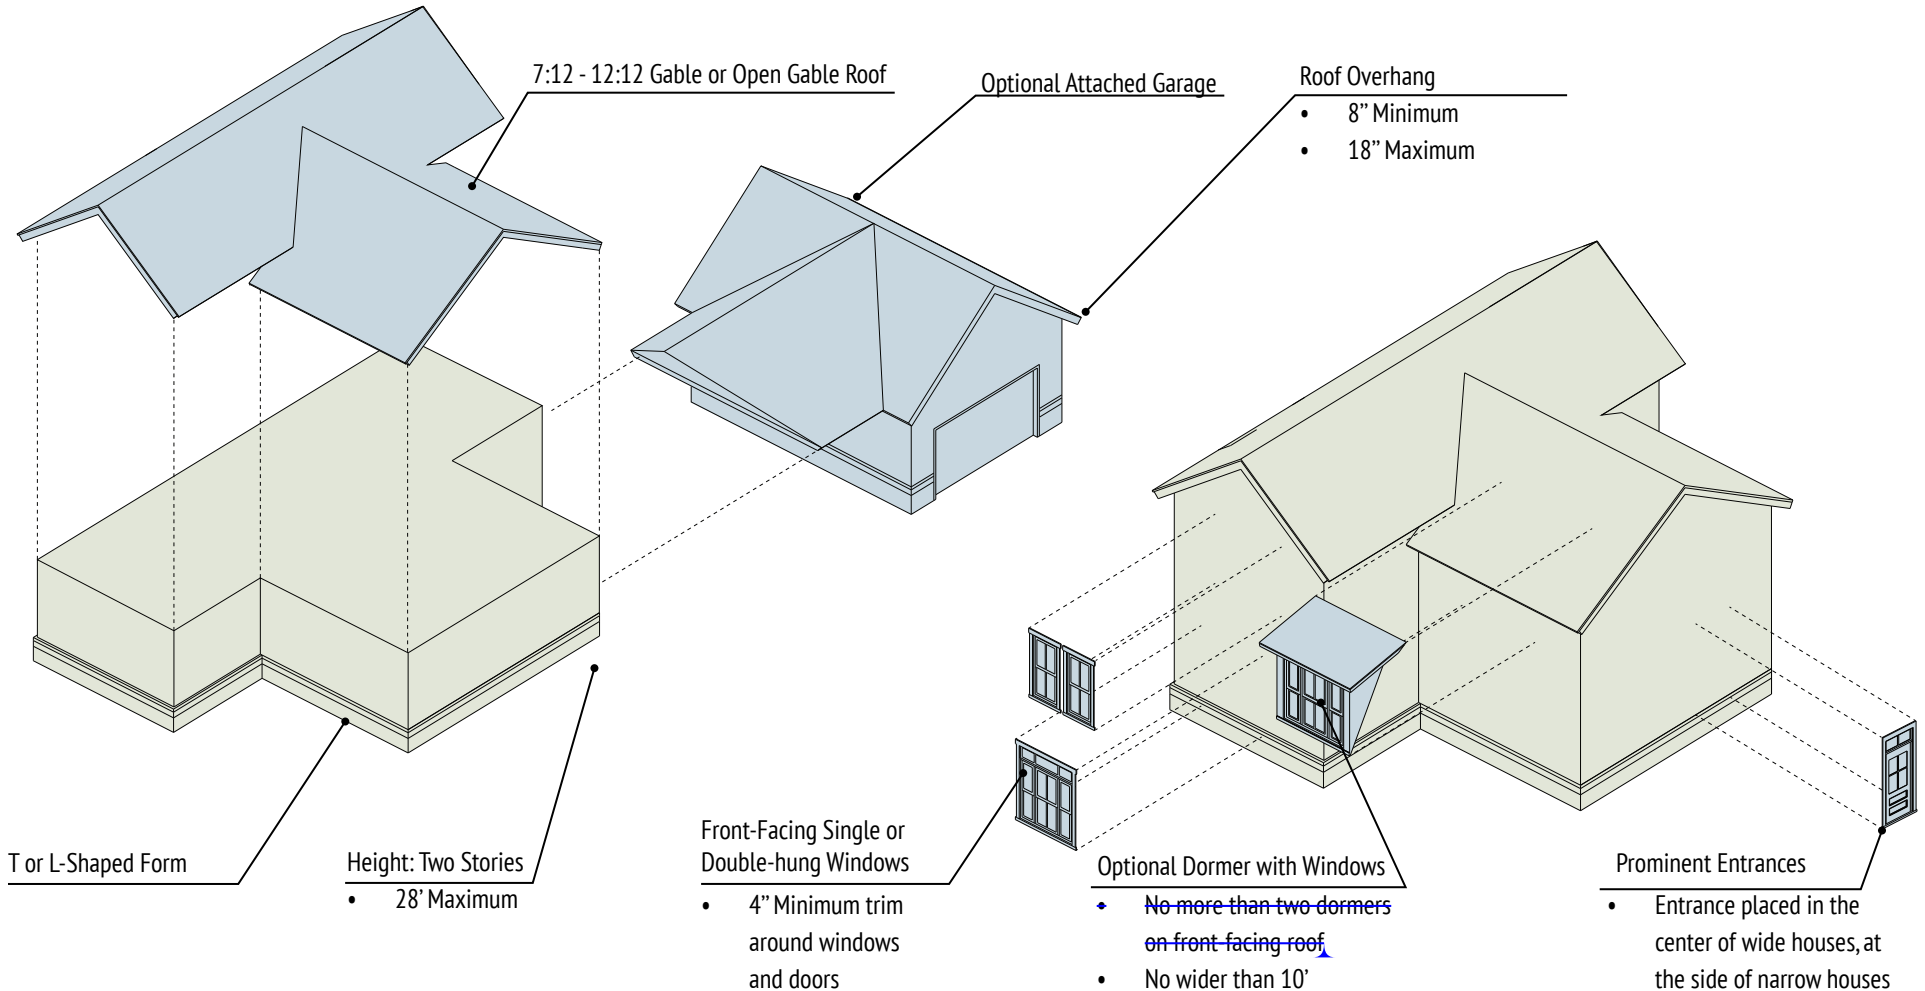 7:12 - 12:12 Gable or Open Gable Roof
Optional Attached Garage
Roof Overhang
• 8” Minimum
• 18” Maximum
T or L-Shaped Form
Height: Two Stories
• 28’ Maximum
Front-Facing Single or
Double-hung Windows
• 4” Minimum trim
around windows
and doors
Optional Dormer with Windows
• No more than two dormers
on front-facing roof
• No wider than 10’
Prominent Entrances
• Entrance placed in the
center of wide houses, at
the side of narrow houses